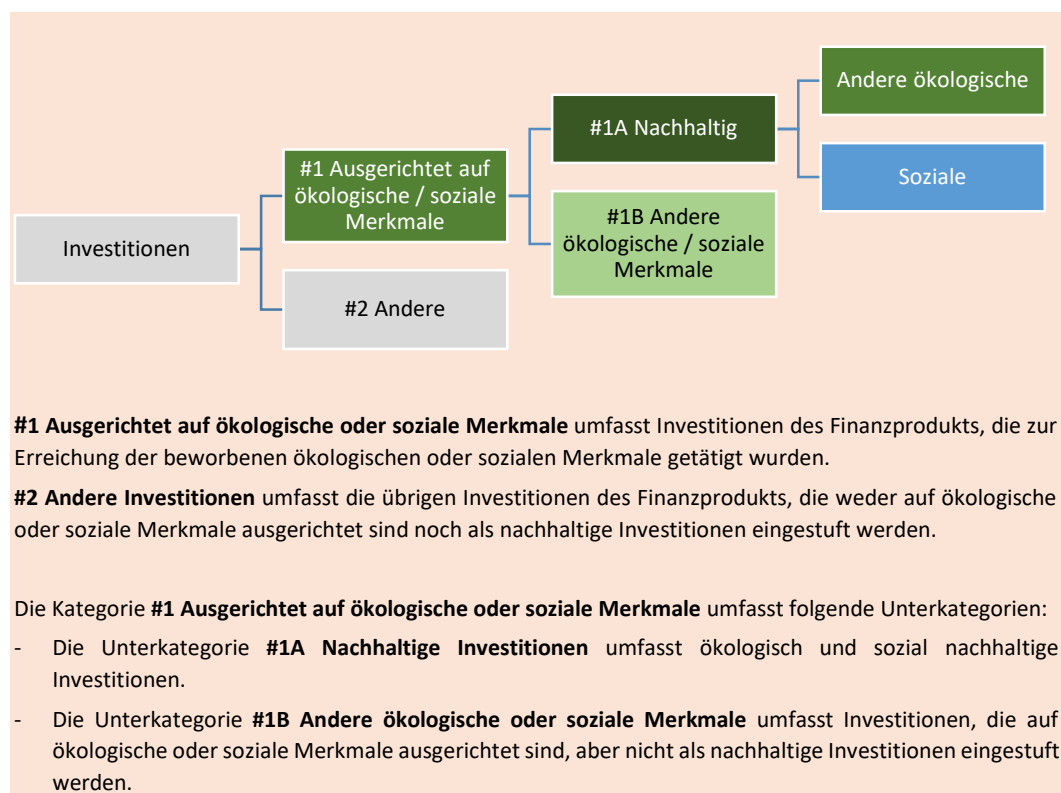 Andere ökologische
#1A Nachhaltig
#1 Ausgerichtet auf
ökologische / soziale
Merkmale
Soziale
#1B Andere
ökologische / soziale
Merkmale
Investitionen
#2 Andere
#1 Ausgerichtet auf ökologische oder soziale Merkmale umfasst Investitionen des Finanzprodukts, die zur
Erreichung der beworbenen ökologischen oder sozialen Merkmale getätigt wurden.
#2 Andere Investitionen umfasst die übrigen Investitionen des Finanzprodukts, die weder auf ökologische
oder soziale Merkmale ausgerichtet sind noch als nachhaltige Investitionen eingestuft werden.
Die Kategorie #1 Ausgerichtet auf ökologische oder soziale Merkmale umfasst folgende Unterkategorien:
- Die Unterkategorie #1A Nachhaltige Investitionen umfasst ökologisch und sozial nachhaltige
Investitionen.
- Die Unterkategorie #1B Andere ökologische oder soziale Merkmale umfasst Investitionen, die auf
ökologische oder soziale Merkmale ausgerichtet sind, aber nicht als nachhaltige Investitionen eingestuft
werden.